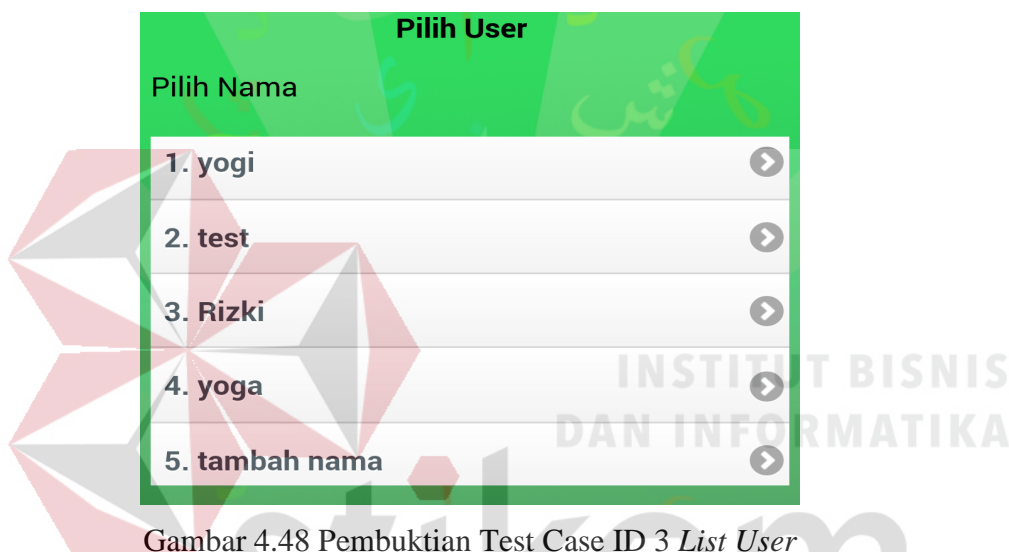 Pilih User
Pilih Nama
1. yogi
2. test
3. Rizki
4. yoga
5. tambah nama
INSTITUT BISNIS
DAN INFORMATIKA
stikom
Gambar 4.48 Pembuktian Test Case ID 3 List User